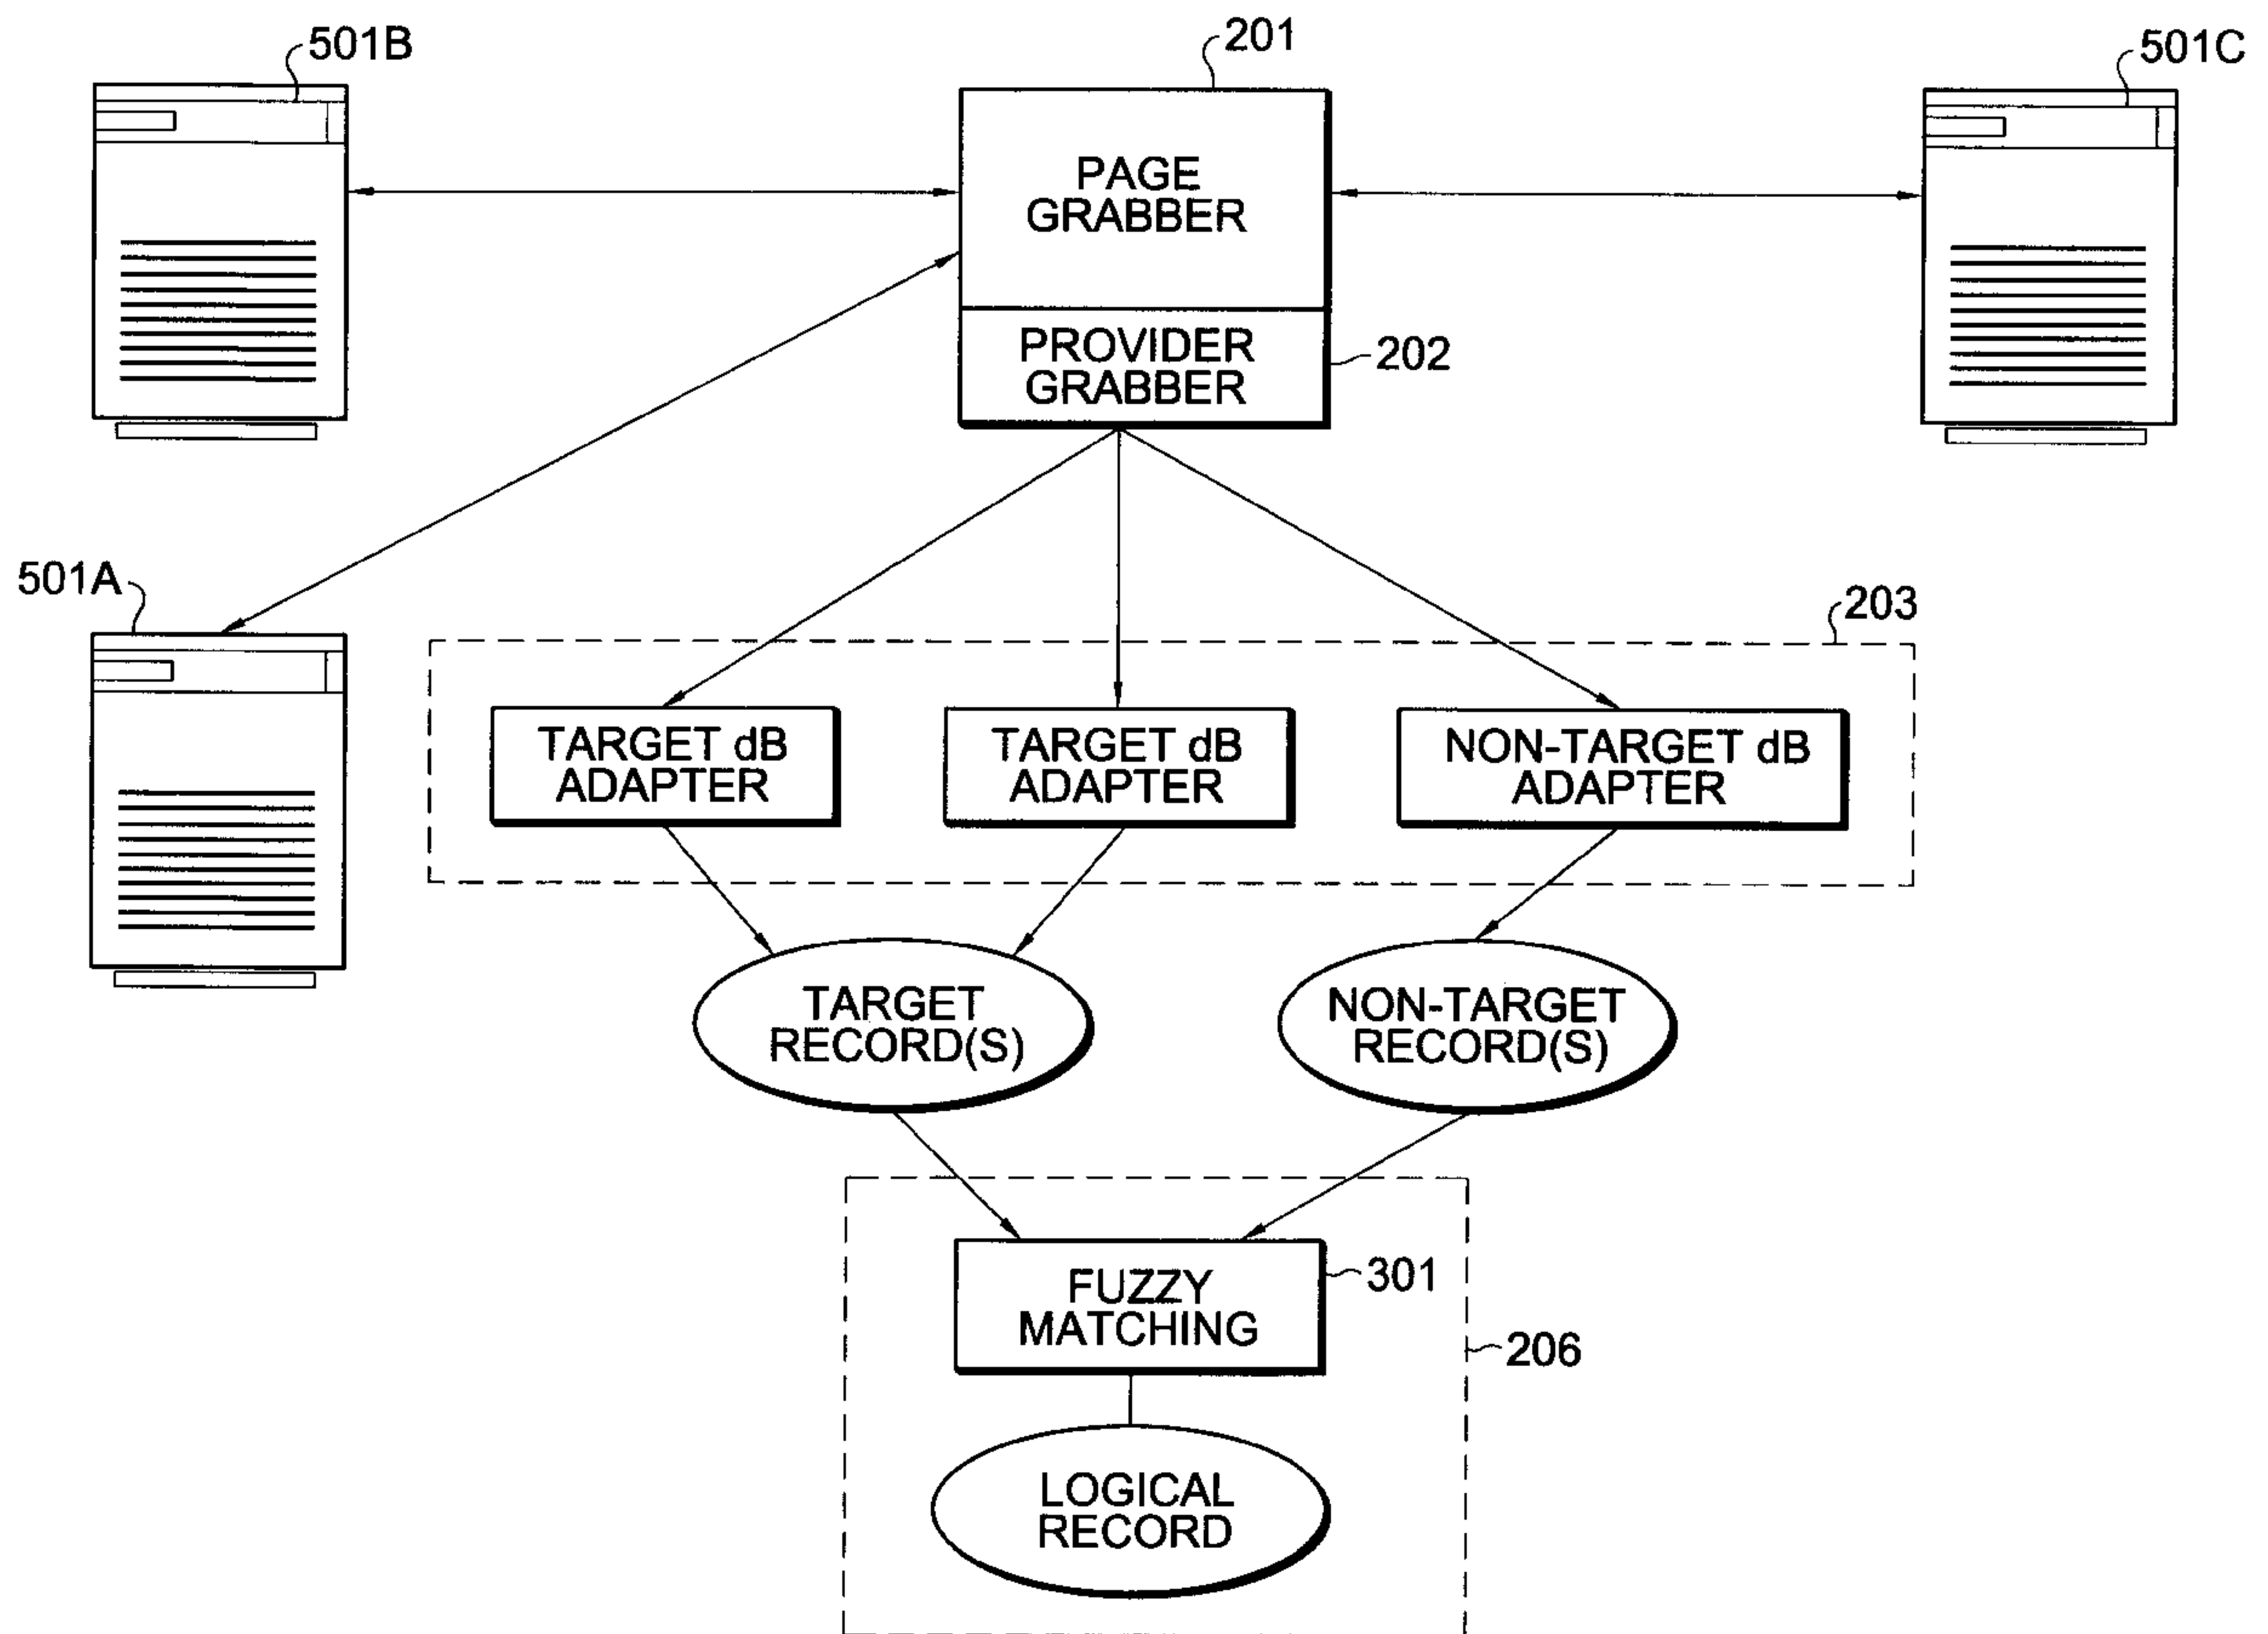 501B
201
501C
PAGE
GRABBER
PROVIDER
GRABBER
202
501A
203
TARGET dB
ADAPTER
TARGET dB
ADAPTER
NON-TARGET dB
ADAPTER
TARGET
RECORD(S)
NON-TARGET
RECORD(S)
FUZZY
MATCHING
301
206
LOGICAL
RECORD